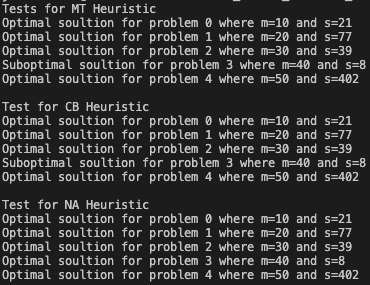 Tests for MT Heuristic
Optimal soultion for problem 0 where m=10 and s=21
Optimal soultion for problem 1 where m=20 and s=77
Optimal soultion for problem 2 where m=30 and s=39
Suboptimal soultion for problem 3 where m=40 and s=8
Optimal soultion for problem 4 where m=50 and s=402
Test for CB Heuristic
Optimal soultion for problem 0 where m=10 and s=21
Optimal soultion for problem 1 where m=20 and s=77
Optimal soultion for problem 2 where m=30 and s=39
Suboptimal soultion for problem 3 where m=40 and s=8
Optimal soultion for problem 4 where m=50 and s=402
Test for NA Heuristic
Optimal soultion for problem 0 where m=10 and s=21
Optimal soultion for problem 1 where m=20 and s=77
Optimal soultion for problem 2 where m=30 and s=39
Optimal soultion for problem 3 where m=40 and s=8
Optimal soultion for problem 4 where m=50 and s=402